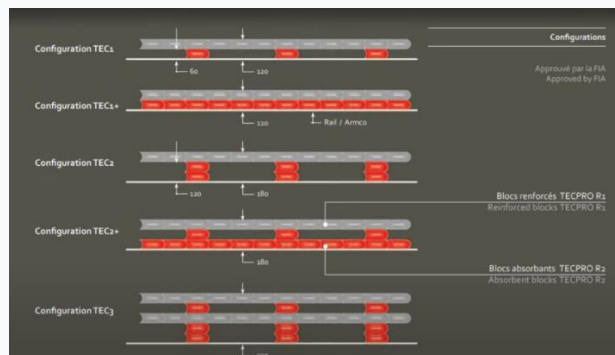 Configurations
Configuration TEC1
60
120
Approuvé par la FIA
Approved by FIA
Configuration TEC1+
120
Rail / Armco
Configuration TEC2
120
180
Blocs renforcés TECPRO R1
Reinforced blocks TECPRO R1
Configuration TEC2+
180
Blocs absorbants TECPRO R2
Absorbent blocks TECPRO R2
Configuration TEC3